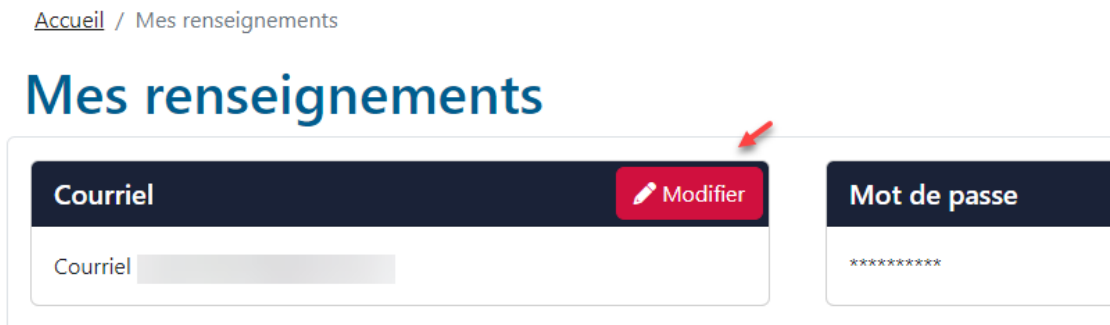 Accueil / Mes renseignements
Mes renseignements
Courriel
Modifier
Courriel
Mot de passe
**********